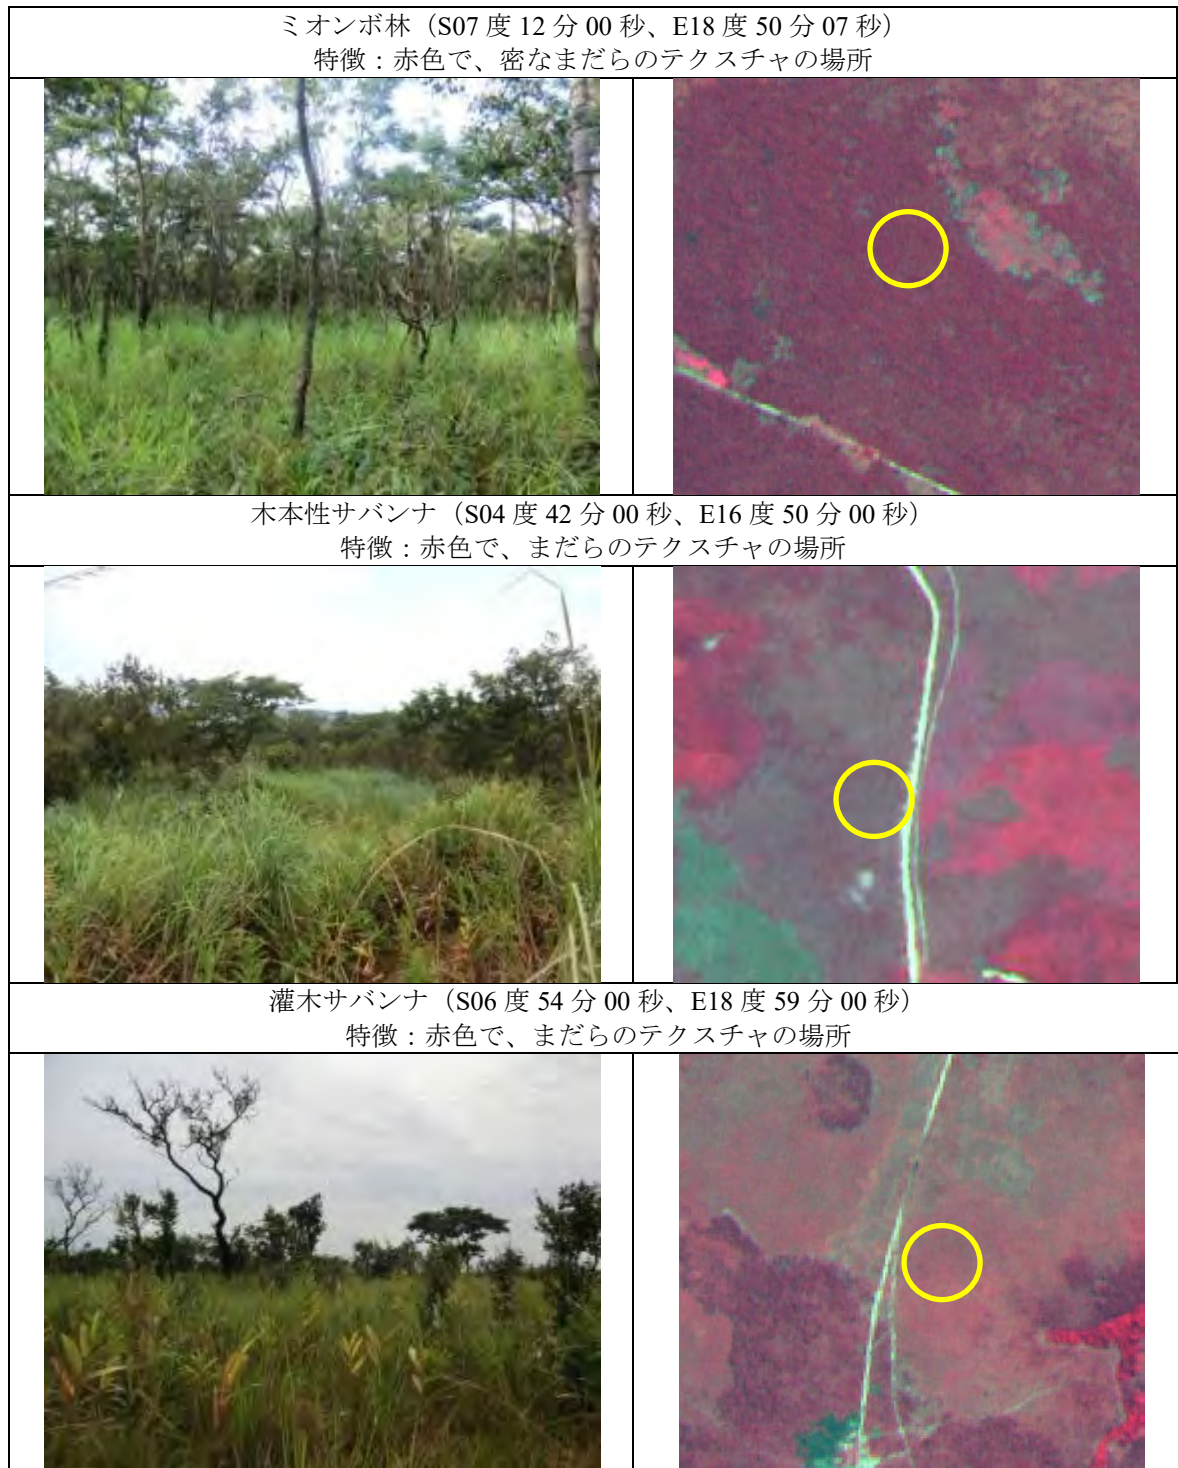 ミオンボ林（S07 度 12 分 00 秒、E18 度 50 分 07 秒）
特徴：赤色で、密なまだらのテクスチャの場所
木本性サバンナ（S04 度 42 分 00 秒、E16 度 50 分 00 秒）
特徴：赤色で、まだらのテクスチャの場所
灌木サバンナ（S06 度 54 分 00 秒、E18 度 59 分 00 秒）
特徴：赤色で、まだらのテクスチャの場所